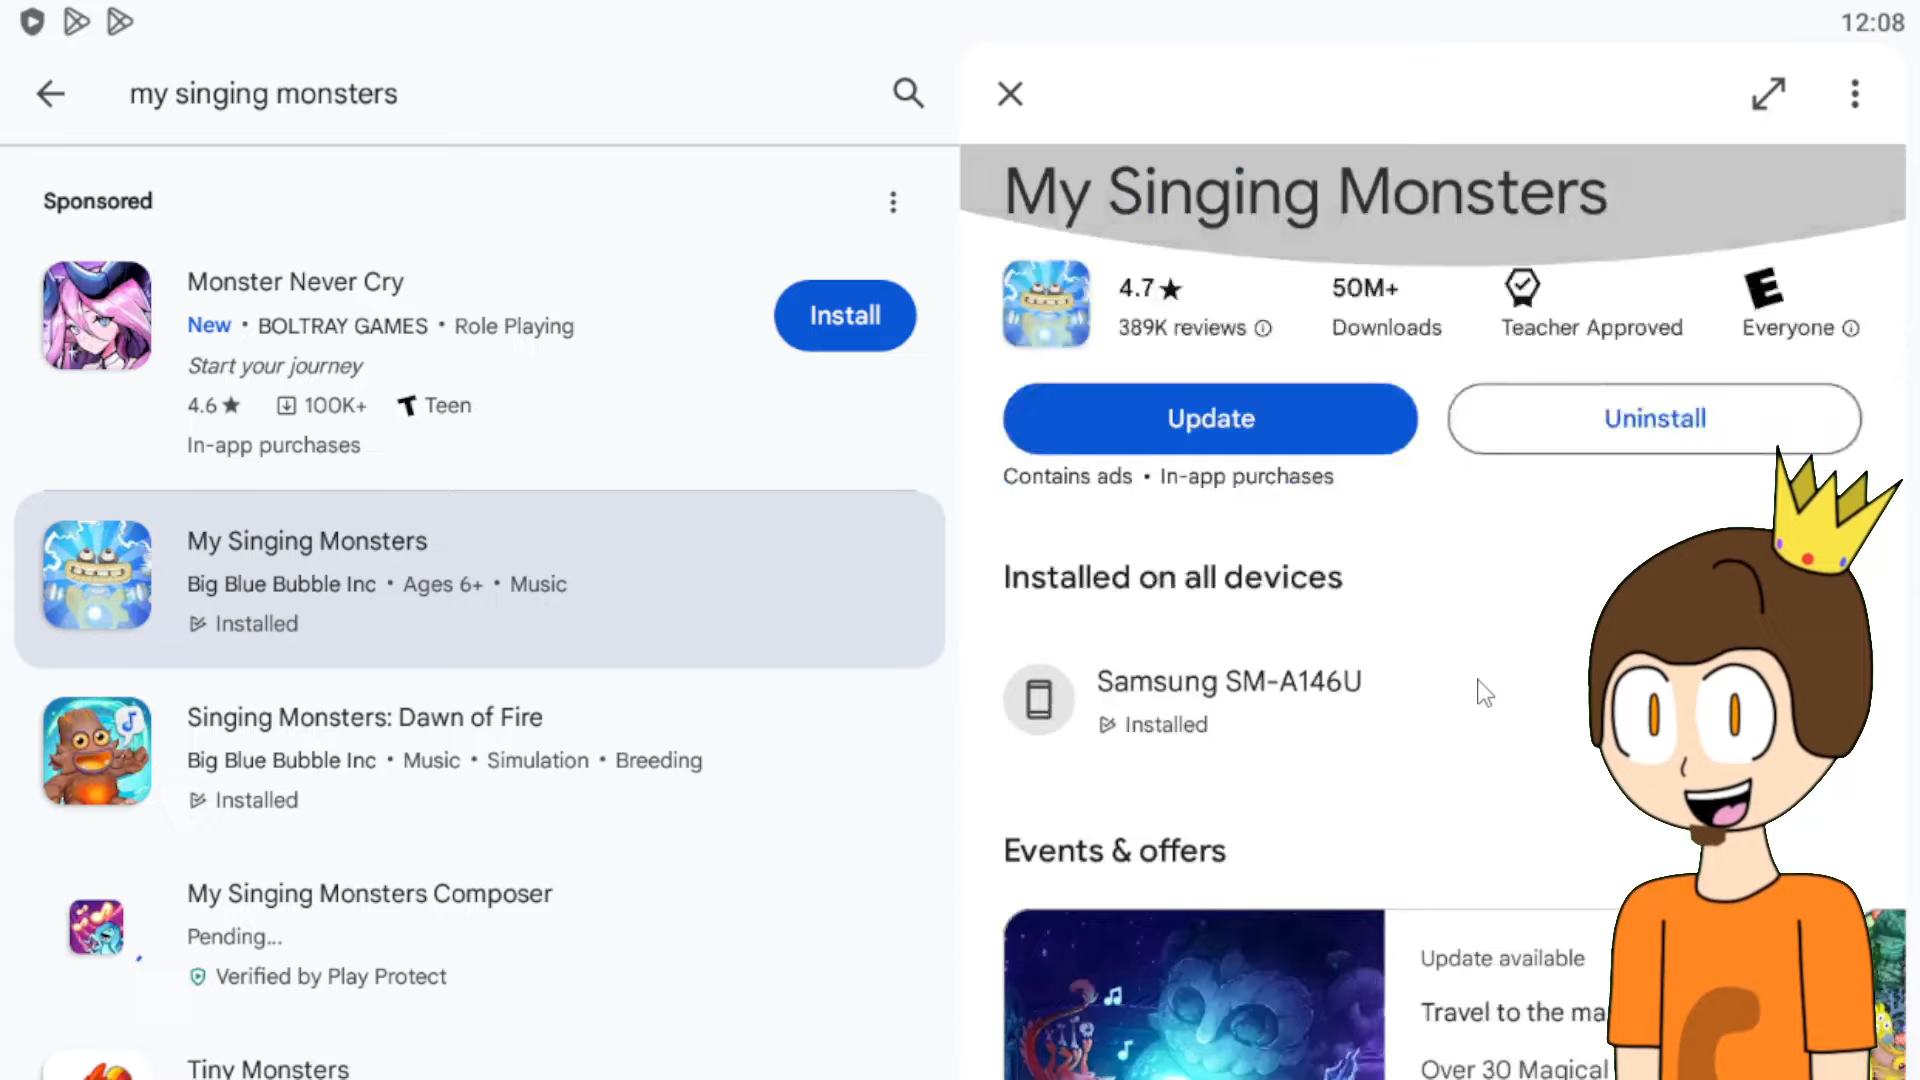 12:08
my singing monsters
Sponsored
Monster Never Cry
New • BOLTRAY GAMES • Role Playing
Start your journey
4.6★ 100K+ Teen
In-app purchases
Install
My Singing Monsters
Big Blue Bubble Inc • Ages 6+ • Music
Installed
Singing Monsters: Dawn of Fire
Big Blue Bubble Inc • Music • Simulation • Breeding
Installed
My Singing Monsters Composer
Pending...
Verified by Play Protect
Tiny Monsters
My Singing Monsters
4.7★
389K reviews
50M+
Downloads
Teacher Approved
E
Everyone
Update
Uninstall
Contains ads • In-app purchases
Installed on all devices
Samsung SM-A146U
Installed
Events & offers
Update available
Travel to the ma
Over 30 Magical